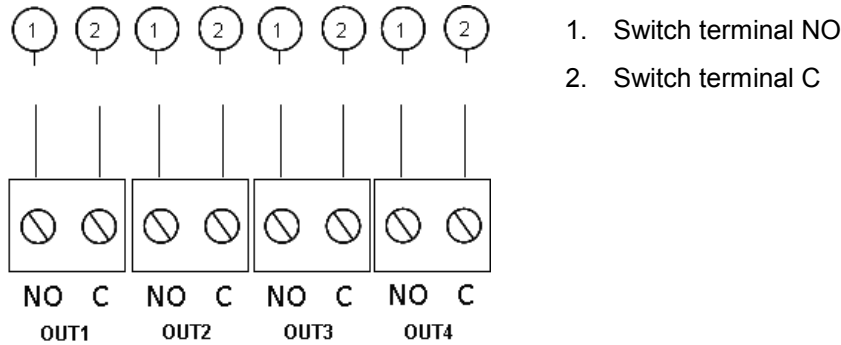 1 2 1 2 1 2 1 2
1. Switch terminal NO
2. Switch terminal C
NO C NO C NO C NO C
OUT1 OUT2 OUT3 OUT4